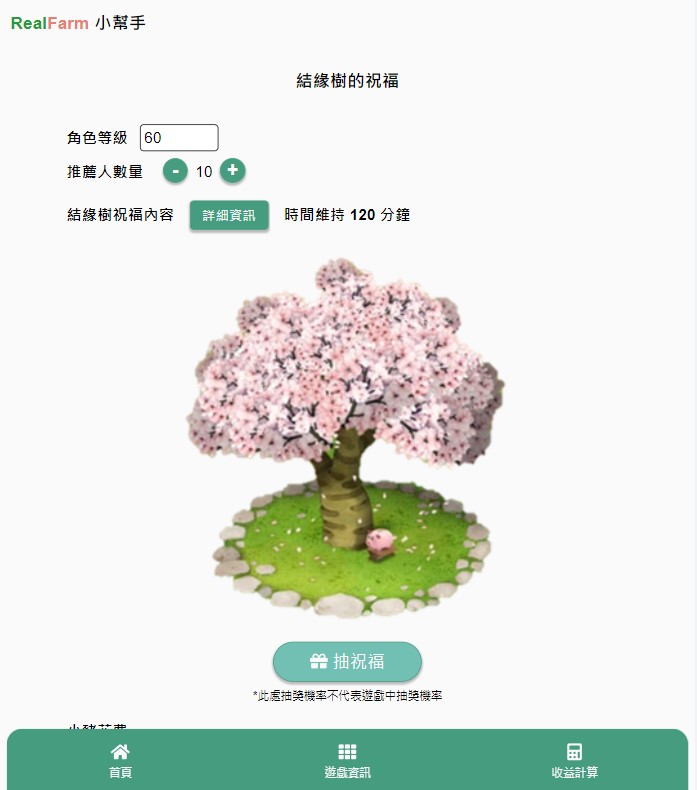 RealFarm 小幫手
結緣樹的祝福
角色等級 60
推薦人數量 - 10 +
結緣樹祝福內容 詳細資訊 時間維持 120 分鐘
抽祝福
*此處抽獎機率不代表遊戲中抽獎機率
首頁 遊戲資訊 收益計算